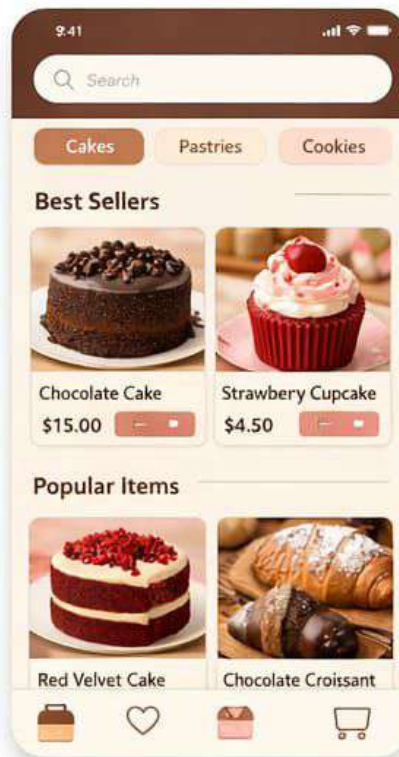 9:41
Search
Cakes Pastries Cookies
Best Sellers
Chocolate Cake Strawbery Cupcake
$15.00 $4.50
Popular Items
Red Velvet Cake Chocolate Croissant